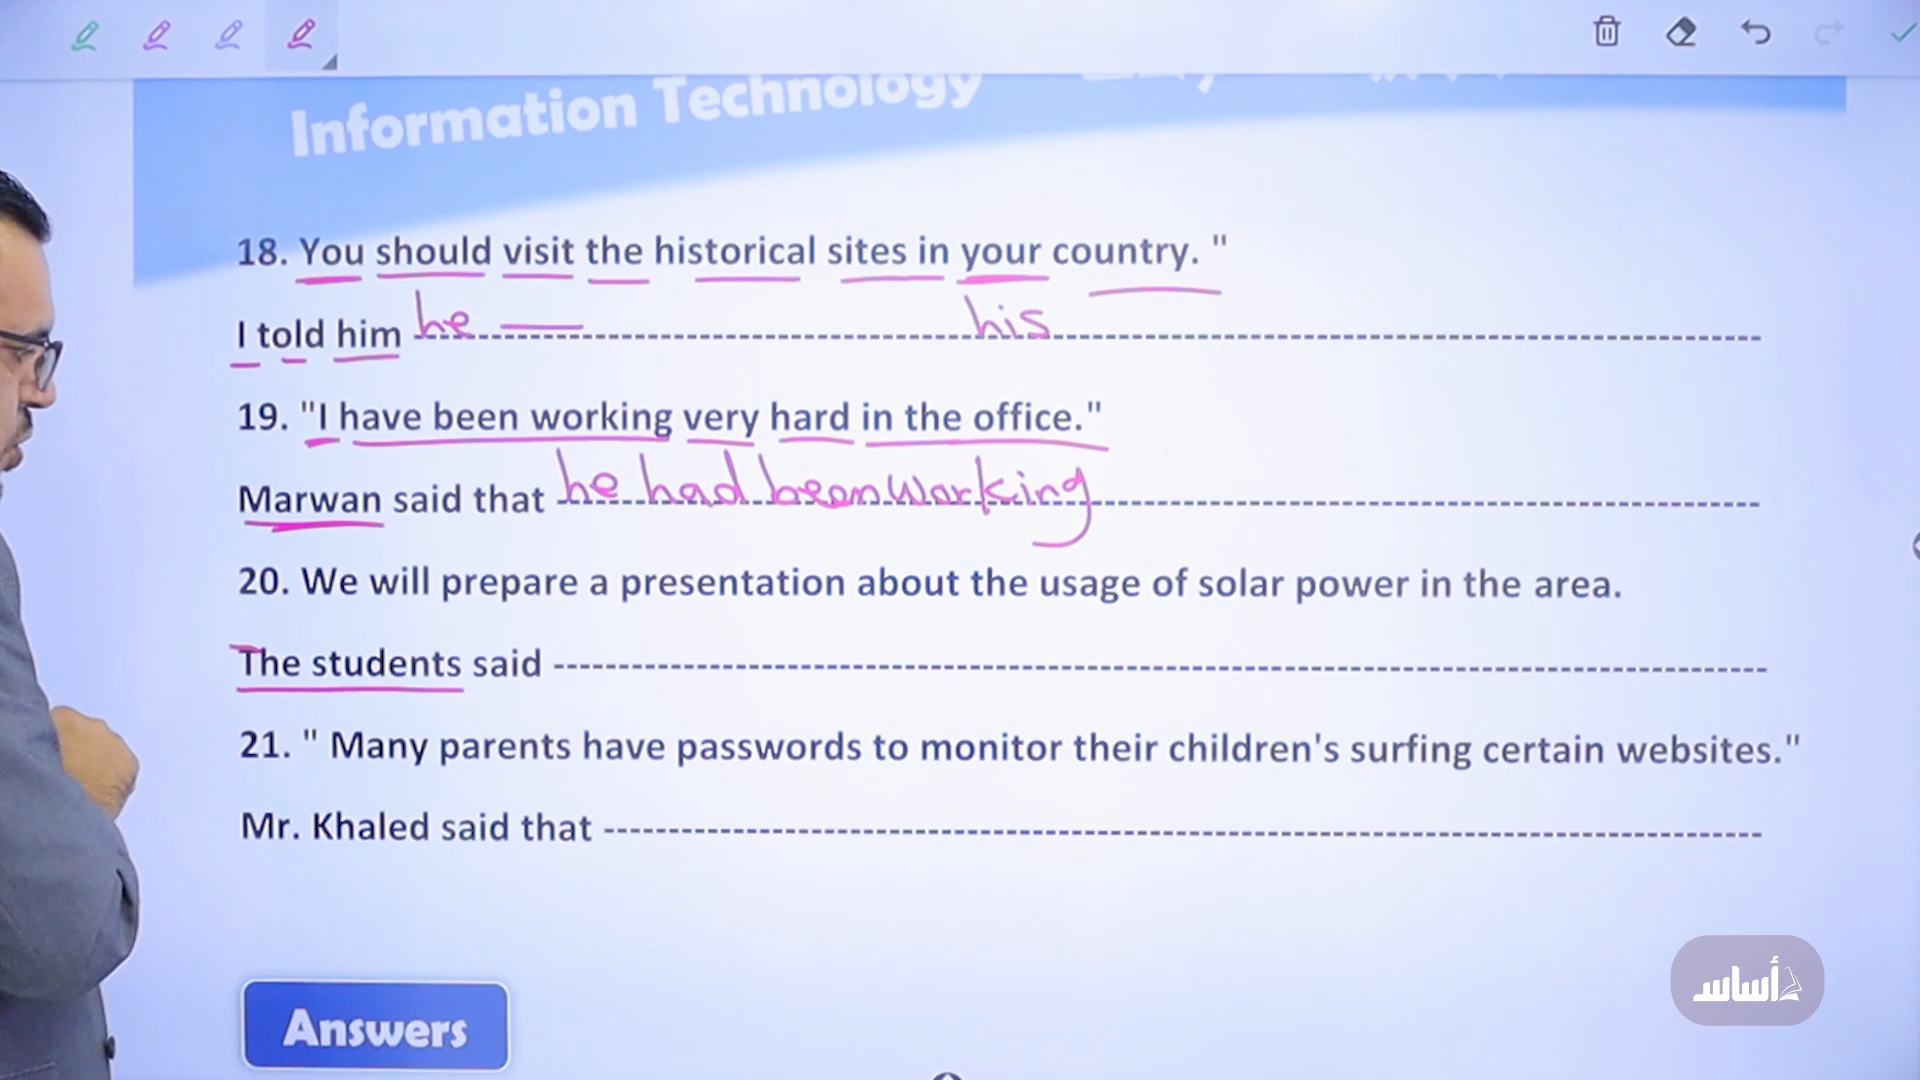 Information Technology
18. You should visit the historical sites in your country. "
I told him he his
19. "I have been working very hard in the office."
Marwan said that he had been working
20. We will prepare a presentation about the usage of solar power in the area.
The students said
21. " Many parents have passwords to monitor their children's surfing certain websites."
Mr. Khaled said that
Answers
أساس